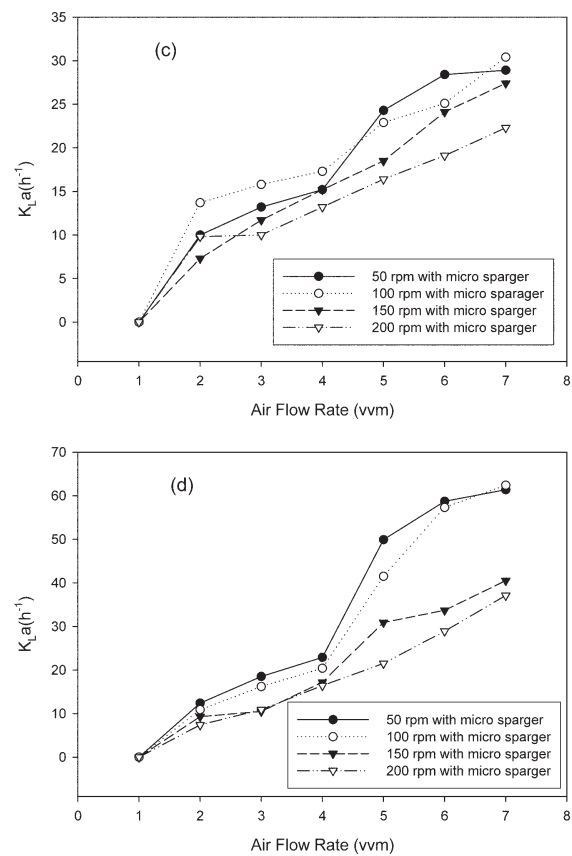 35
(c)
30
25
20
15
10
5
0
K_La(h^-1)
50 rpm with micro sparger
100 rpm with micro sparager
150 rpm with micro sparger
200 rpm with micro sparger
0 1 2 3 4 5 6 7 8
Air Flow Rate (vvm)
70
(d)
60
50
40
30
20
10
0
K_La(h^-1)
50 rpm with micro sparger
100 rpm with micro sparger
150 rpm with micro sparger
200 rpm with micro sparger
0 1 2 3 4 5 6 7 8
Air Flow Rate (vvm)